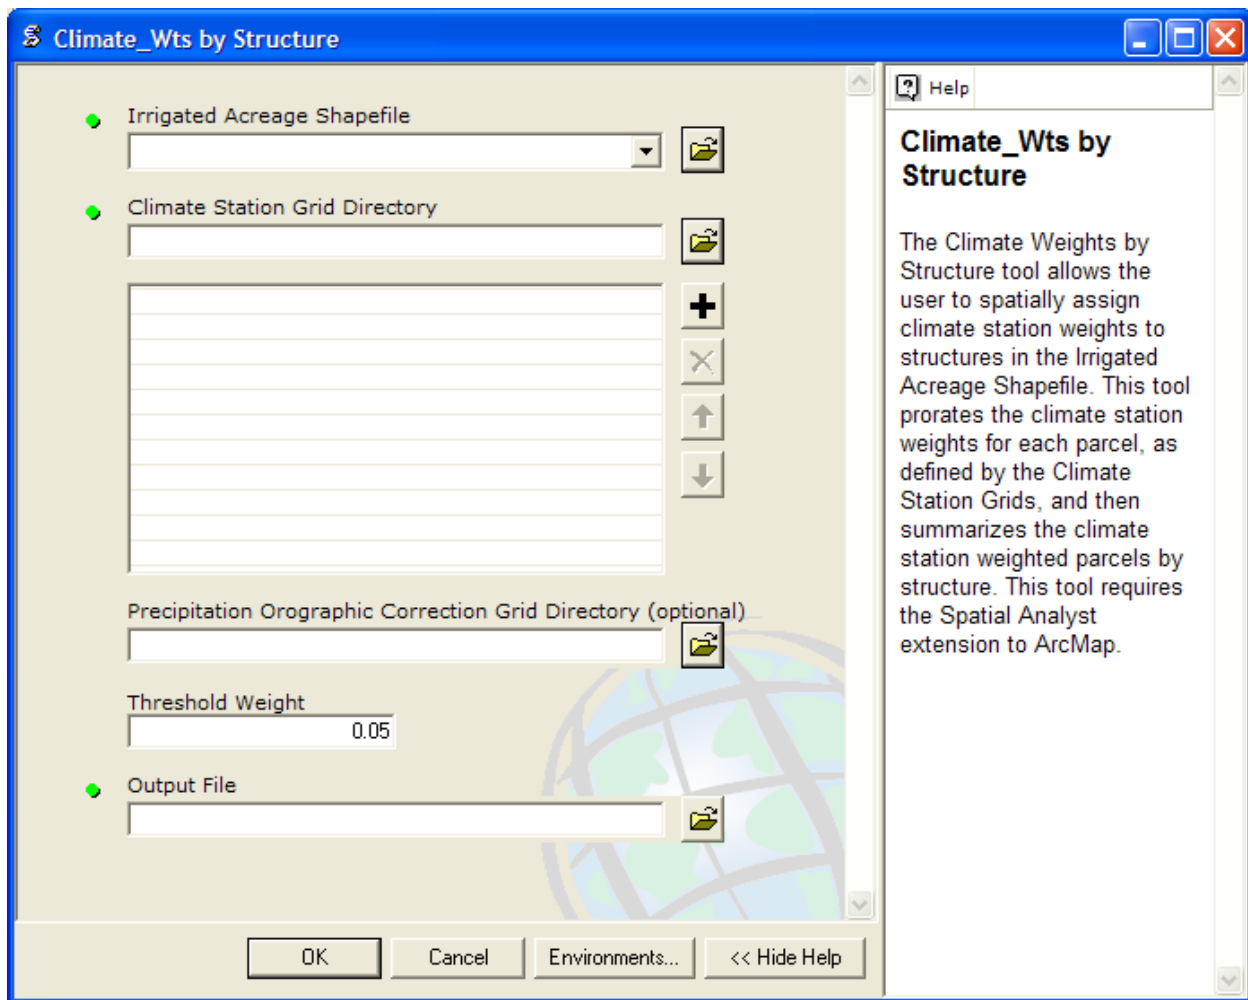 Climate_Wts by Structure
Irrigated Acreage Shapefile
Climate Station Grid Directory
Precipitation Orographic Correction Grid Directory (optional)
Threshold Weight
0.05
Output File
OK
Cancel
Environments...
<< Hide Help
Help
Climate_Wts by
Structure
The Climate Weights by
Structure tool allows the
user to spatially assign
climate station weights to
structures in the Irrigated
Acreage Shapefile. This tool
prorates the climate station
weights for each parcel, as
defined by the Climate
Station Grids, and then
summarizes the climate
station weighted parcels by
structure. This tool requires
the Spatial Analyst
extension to ArcMap.